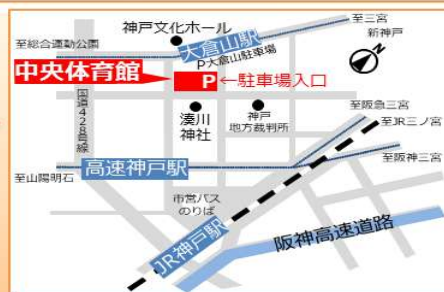 至三宮
神戸文化ホール
新神戸
大倉山駅
至総合運動公園
P大倉山駐車場
中央体育館
P
←駐車場入口
国道428号線
湊川
神社
神戸
地方裁判所
至阪急三宮
至JR三ノ宮
高速神戸駅
至阪神三宮
至山陽明石
市営バス
のりば
JR神戸駅
阪神高速道路